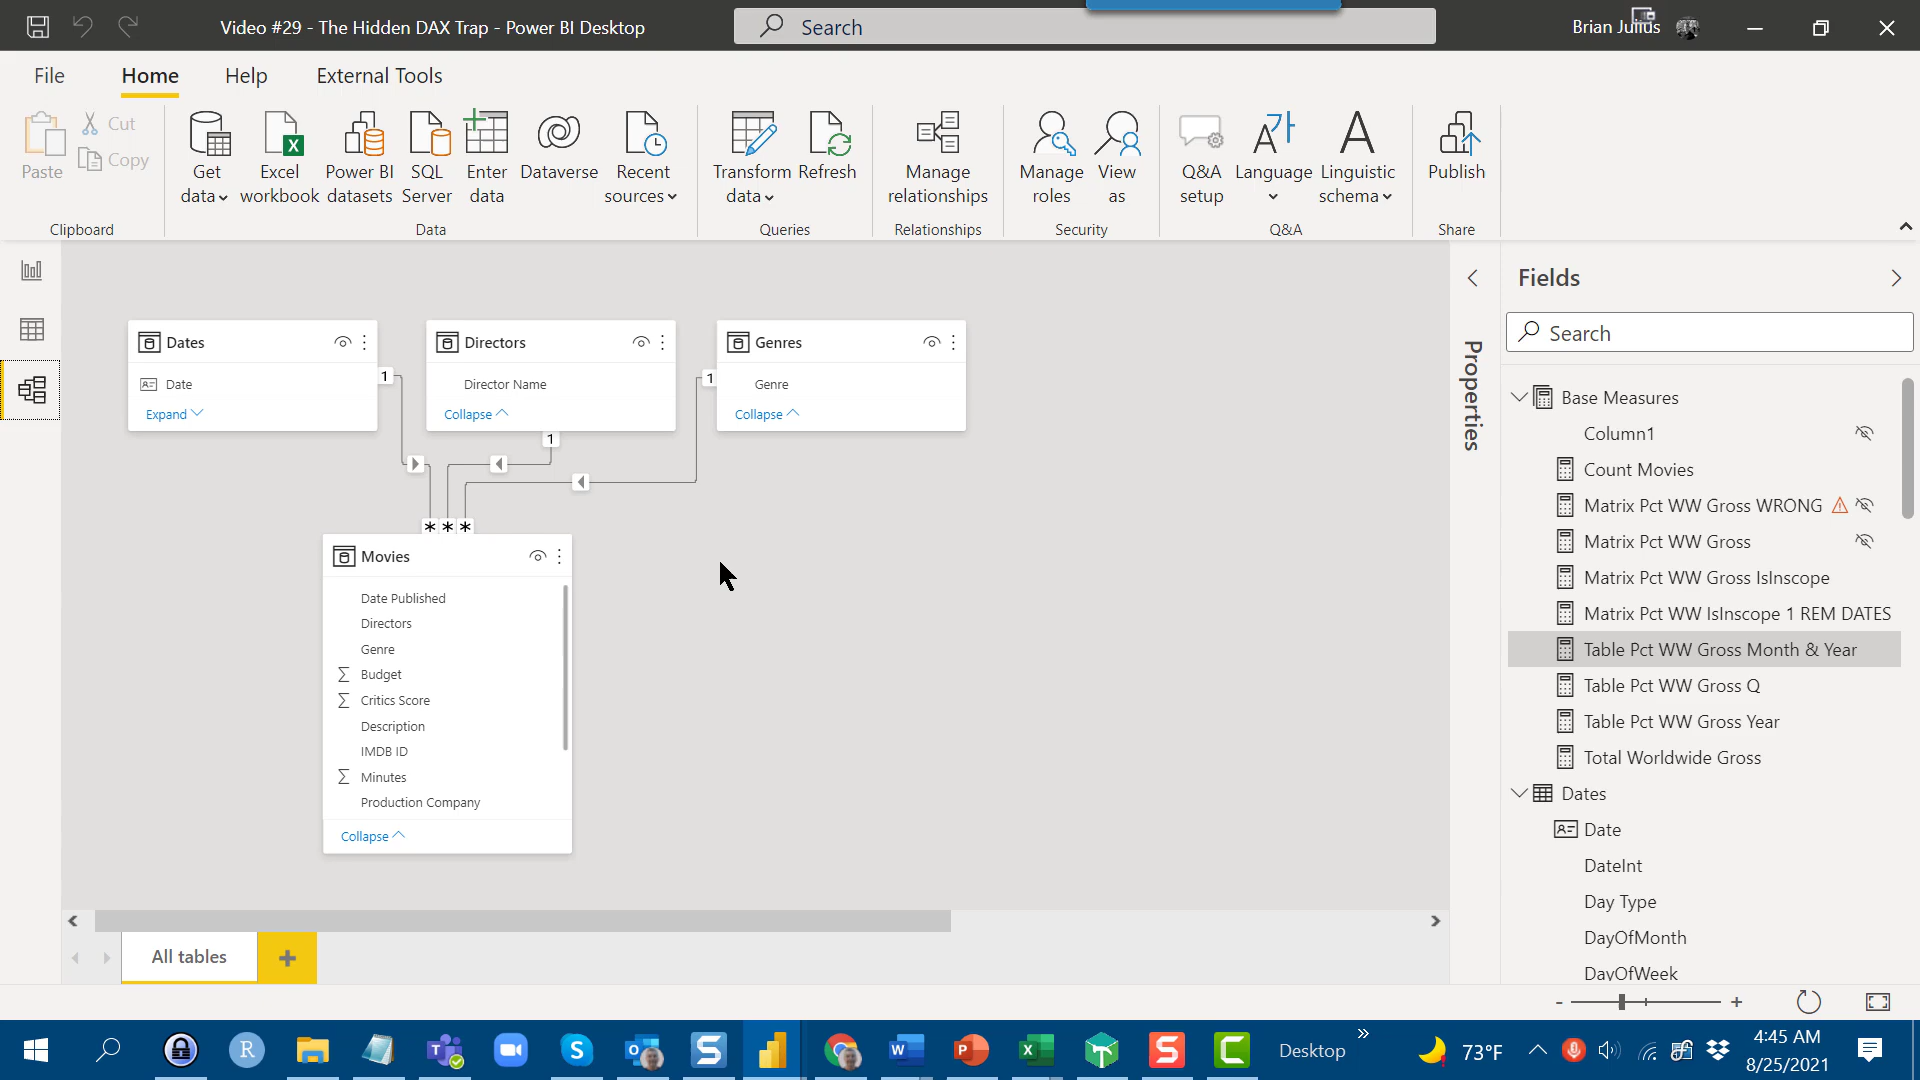 Video #29 - The Hidden DAX Trap - Power BI Desktop
Search
Brian Julius
File
Home
Help
External Tools
Paste
Cut
Copy
Get data
Excel workbook
Power BI datasets
SQL Server
Enter data
Dataverse
Recent sources
Transform data
Refresh
Manage relationships
Manage roles
View as
Q&A setup
Language
Linguistic schema
Publish
Clipboard
Data
Queries
Relationships
Security
Q&A
Share
Dates
Date
Expand
Directors
Director Name
Collapse
Genres
Genre
Collapse
1
1
1
* * *
Movies
Date Published
Directors
Genre
Budget
Critics Score
Description
IMDB ID
Minutes
Production Company
Collapse
Properties
Fields
Search
Base Measures
Column1
Count Movies
Matrix Pct WW Gross WRONG
Matrix Pct WW Gross
Matrix Pct WW Gross IsInscope
Matrix Pct WW IsInscope 1 REM DATES
Table Pct WW Gross Month & Year
Table Pct WW Gross Q
Table Pct WW Gross Year
Total Worldwide Gross
Dates
Date
DateInt
Day Type
DayOfMonth
DayOfWeek
All tables
+
- +
Desktop
73°F
4:45 AM
8/25/2021